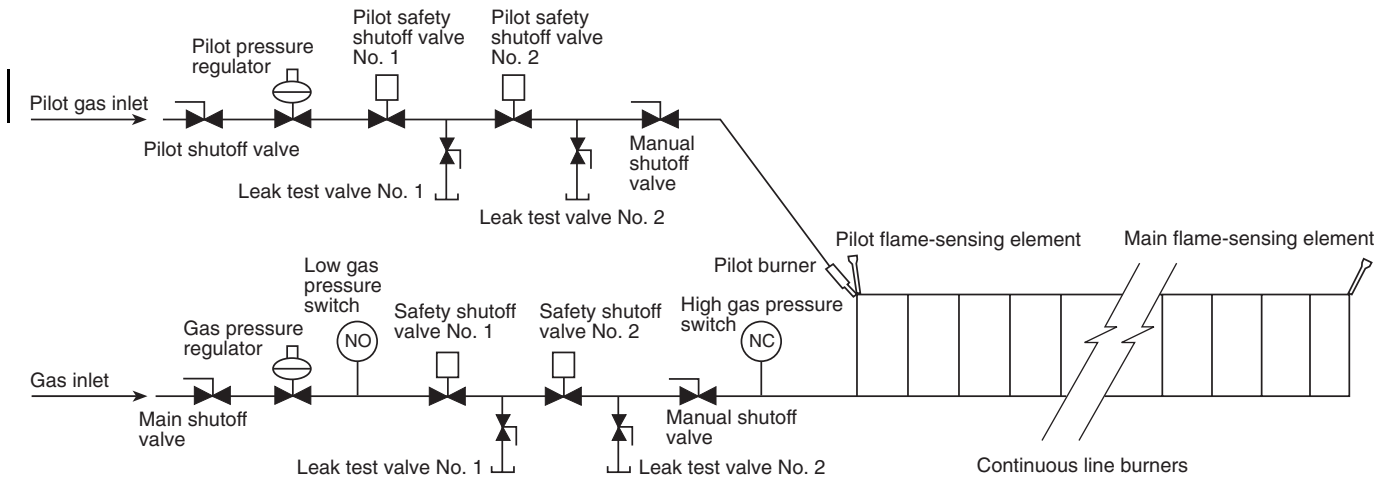 Pilot safety
shutoff valve
No. 1
Pilot safety
shutoff valve
No. 2
Pilot pressure
regulator
Pilot gas inlet
Pilot shutoff valve
Manual
shutoff
valve
Leak test valve No. 1
Leak test valve No. 2
Pilot flame-sensing element
Main flame-sensing element
Pilot burner
Low gas
pressure
switch
Safety shutoff
valve No. 1
Safety shutoff
valve No. 2
High gas pressure
switch
Gas pressure
regulator
NO
NC
Gas inlet
Main shutoff
valve
Manual shutoff
valve
Leak test valve No. 1
Leak test valve No. 2
Continuous line burners